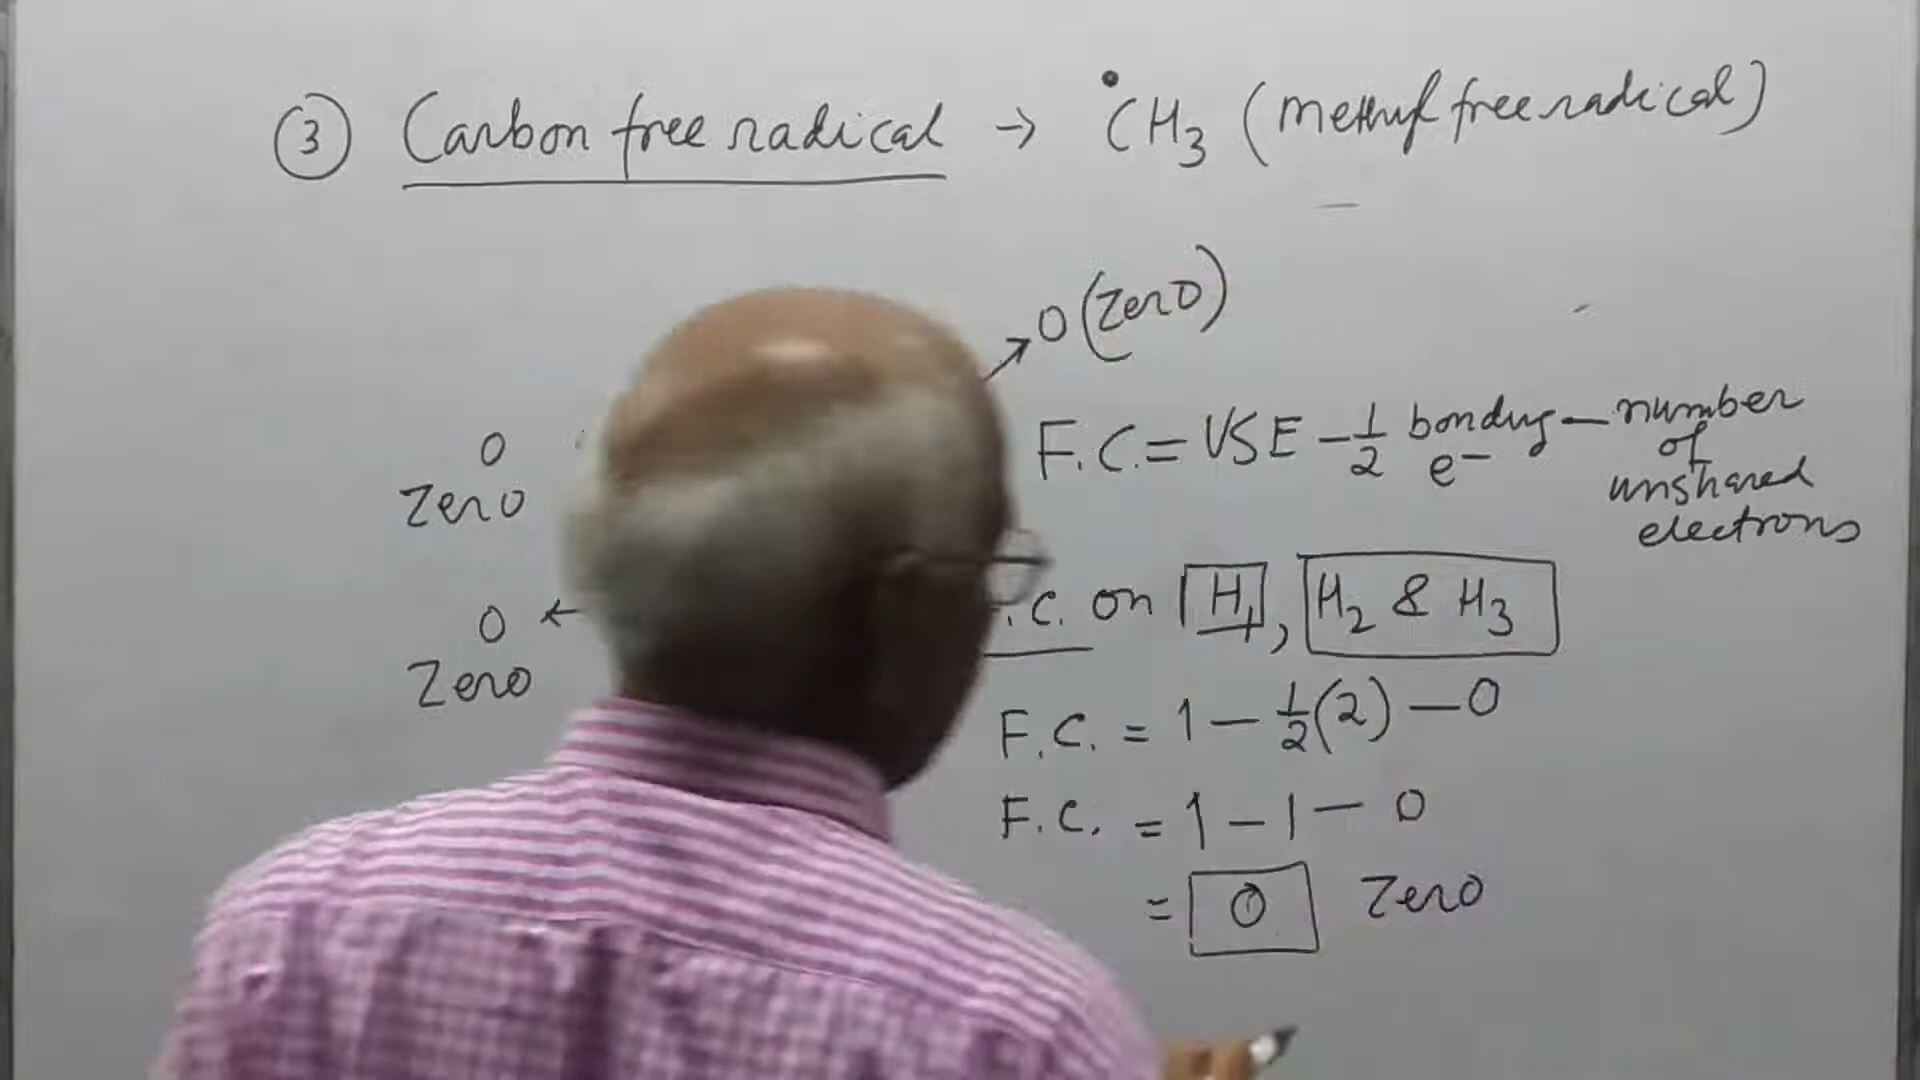 ③ Carbon free radical → •CH₃ (Methyl free radical)
0 (Zero)
0
Zero
F.C. = VSE - 1/2 bonding e⁻ - number of unshared electrons
0 ←
Zero
.C. on H₁, H₂ & H₃
F.C. = 1 - 1/2(2) - 0
F.C. = 1 - 1 - 0
= 0 Zero